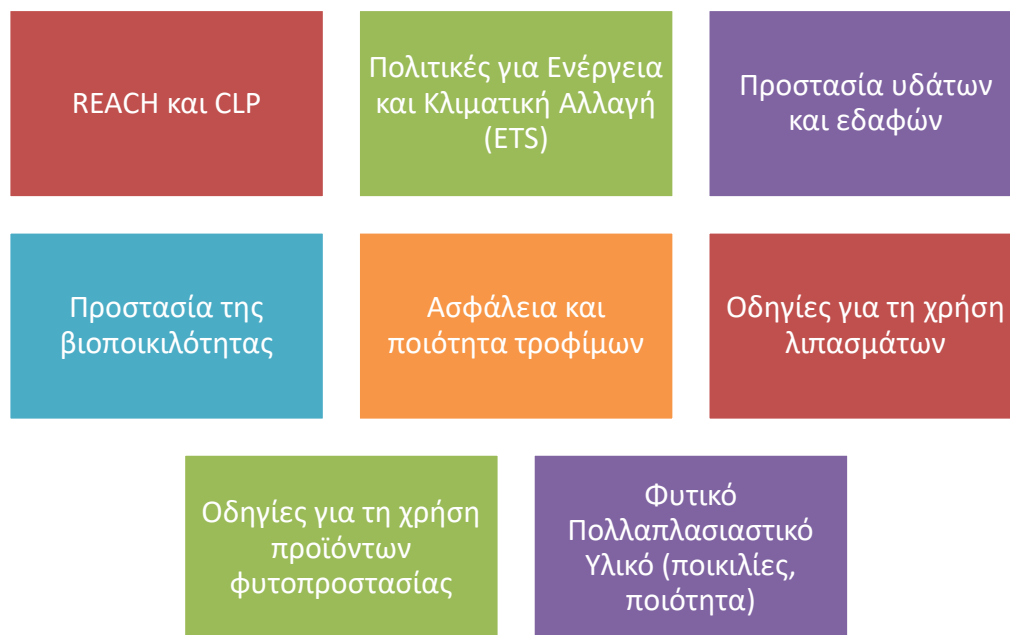 REACH και CLP
Πολιτικές για Ενέργεια
και Κλιματική Αλλαγή
(ETS)
Προστασία υδάτων
και εδαφών
Προστασία της
βιοποικιλότητας
Ασφάλεια και
ποιότητα τροφίμων
Οδηγίες για τη χρήση
λιπασμάτων
Οδηγίες για τη χρήση
προϊόντων
φυτοπροστασίας
Φυτικό
Πολλαπλασιαστικό
Υλικό (ποικιλίες,
ποιότητα)